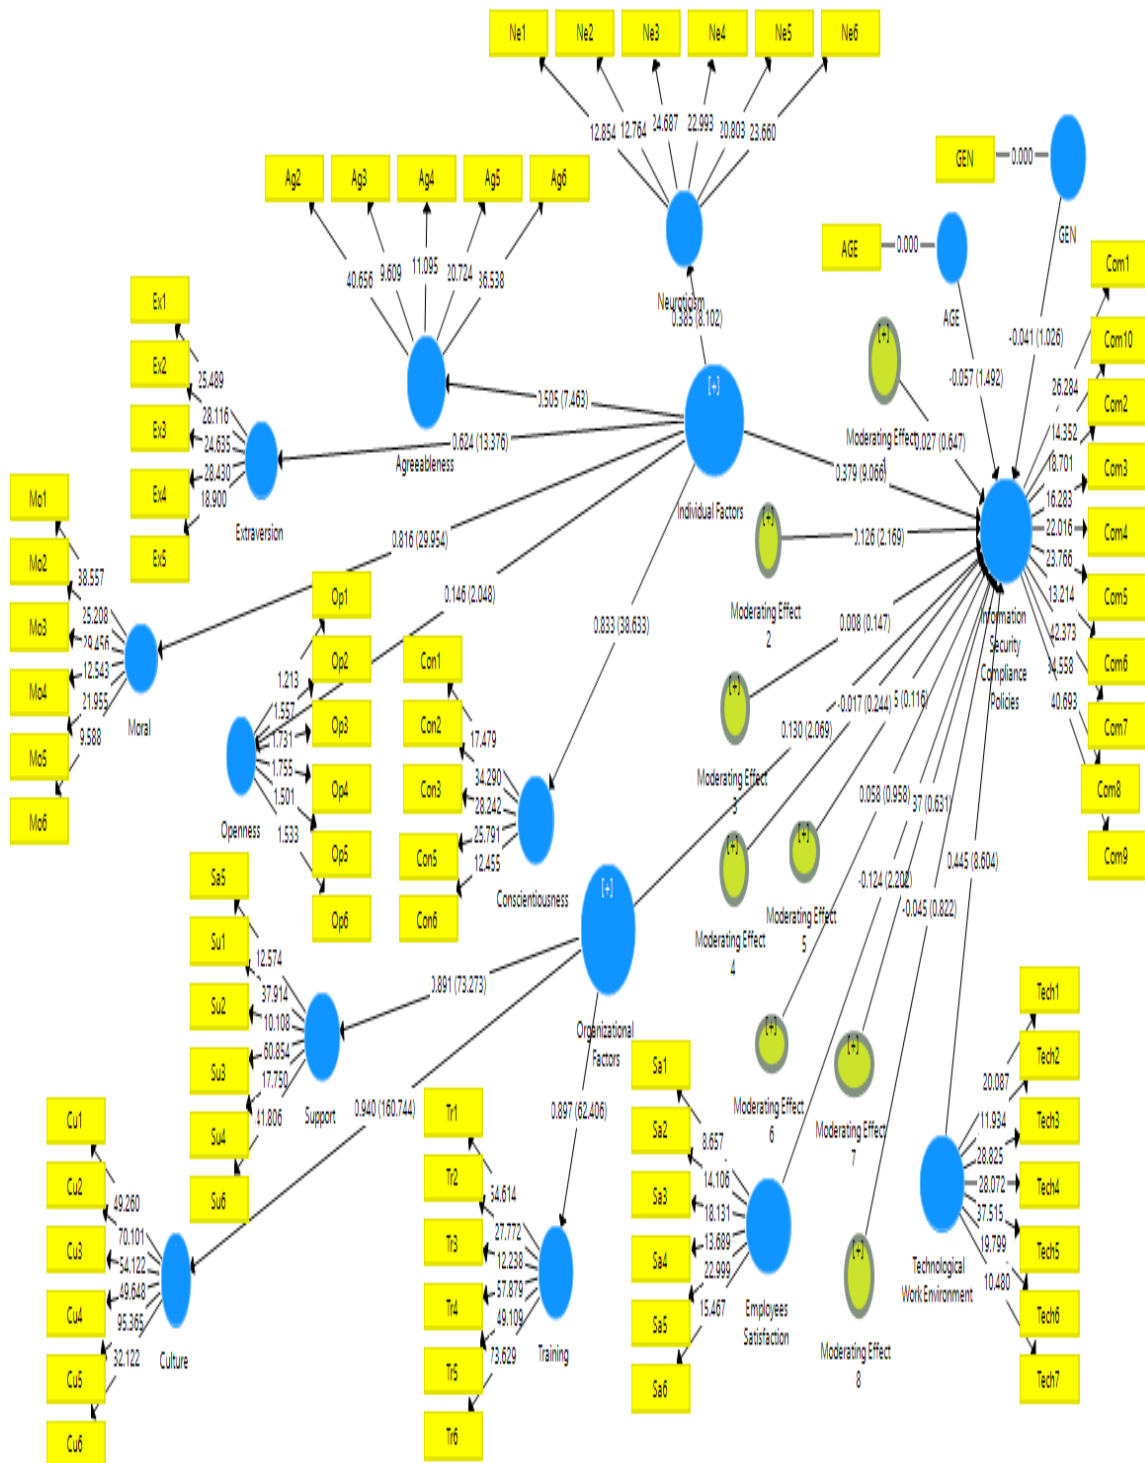 Ne1
Ne2
Ne3
Ne4
Ne5
Ne6
12.854
12.764
24.687
22.993
20.803
23.660
Neuroticism
0.385 (8.102)
GEN
0.000
GEN
-0.041 (1.026)
AGE
0.000
AGE
-0.057 (1.492)
Ag2
Ag3
Ag4
Ag5
Ag6
40.656
9.609
11.095
20.724
36.538
Agreeableness
0.505 (7.463)
Ex1
Ex2
Ex3
Ex4
Ex5
25.489
28.116
24.635
28.430
18.900
Extraversion
0.624 (13.376)
[+]
Individual Factors
0.379 (9.066)
[+]
Moderating Effect
1
0.027 (0.647)
[+]
Moderating Effect
2
0.126 (2.169)
Com1
Com10
Com2
Com3
Com4
Com5
Com6
Com7
Com8
Com9
26.284
14.352
18.701
16.283
22.016
23.766
13.214
42.373
34.558
40.693
Information
Security
Compliance
Policies
Mo1
Mo2
Mo3
Mo4
Mo5
Mo6
38.557
25.208
29.456
12.543
21.955
9.588
Moral
0.816 (29.954)
0.146 (2.048)
Op1
Op2
Op3
Op4
Op5
Op6
1.213
1.557
1.731
1.755
1.501
1.533
Openness
0.833 (38.633)
Con1
Con2
Con3
Con5
Con6
17.479
34.290
28.242
25.791
12.455
Conscientiousness
[+]
Moderating Effect
3
0.008 (0.147)
[+]
Moderating Effect
4
-0.017 (0.244)
[+]
Moderating Effect
5
5 (0.116)
0.130 (2.069)
0.058 (0.958)
37 (0.631)
-0.124 (2.202)
-0.045 (0.822)
0.445 (8.604)
[+]
Organizational
Factors
0.891 (73.273)
0.940 (160.744)
0.897 (62.406)
Sa5
Su1
Su2
Su3
Su4
Su6
12.574
37.914
10.108
60.854
17.750
41.806
Support
Cu1
Cu2
Cu3
Cu4
Cu5
Cu6
49.260
70.101
54.122
49.648
95.365
32.122
Culture
Tr1
Tr2
Tr3
Tr4
Tr5
Tr6
54.614
27.772
12.238
57.879
49.109
73.629
Training
Sa1
Sa2
Sa3
Sa4
Sa5
Sa6
8.657
14.106
18.131
13.689
22.999
15.467
Employees
Satisfaction
[+]
Moderating Effect
6
[+]
Moderating Effect
7
[+]
Moderating Effect
8
Tech1
Tech2
Tech3
Tech4
Tech5
Tech6
Tech7
20.087
11.934
28.825
28.072
37.515
19.799
10.480
Technological
Work Environment